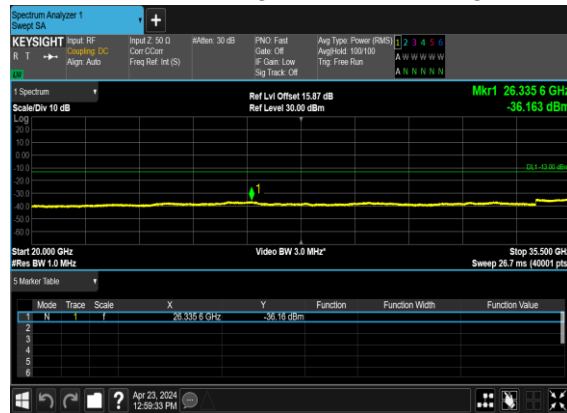 Spectrum Analyzer 1
Swept SA
+
KEYSIGHT Input: RF Input Z: 50 Ω #Atten: 30 dB PNO: Fast Avg Type: Power (RMS) 1 2 3 4 5 6
R T Coupling: DC Corr CCorr Gate: Off Avg|Hold: 100/100 A W W W W W
Align: Auto Freq Ref: Int (S) IF Gain: Low Trig: Free Run
Sig Track: Off A N N N N N
1 Spectrum
Ref Lvl Offset 15.87 dB Mkr1 26.335 6 GHz
Scale/Div 10 dB Ref Level 30.00 dBm -36.163 dBm
Log
20.0
10.0
0.00
-10.0
DL1 -13.00 dBm
-20.0
1
-30.0
-40.0
-50.0
-60.0
Start 20.000 GHz Video BW 3.0 MHz* Stop 35.500 GHz
#Res BW 1.0 MHz Sweep 26.7 ms (40001 pts)
5 Marker Table
Mode Trace Scale X Y Function Function Width Function Value
1 N 1 f 26.335 6 GHz -36.16 dBm
2
3
4
5
6
? Apr 23, 2024
12:59:33 PM